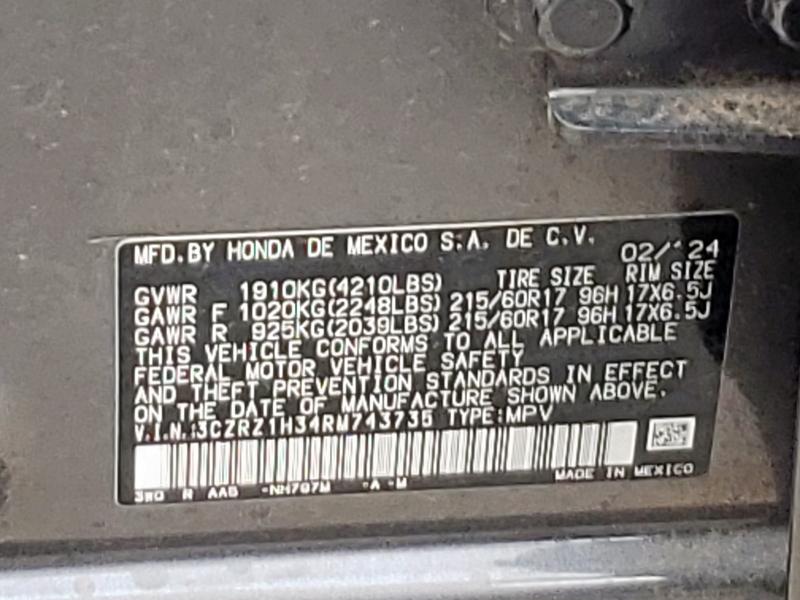 MFD.BY HONDA DE MEXICO S.A. DE C.V. 02/'24
TIRE SIZE RIM SIZE
GVWR 1910KG(4210LBS)
GAWR F 1020KG(2248LBS) 215/60R17 96H 17X6.5J
GAWR R 925KG(2039LBS) 215/60R17 96H 17X6.5J
THIS VEHICLE CONFORMS TO ALL APPLICABLE
FEDERAL MOTOR VEHICLE SAFETY
AND THEFT PREVENTION STANDARDS IN EFFECT
ON THE DATE OF MANUFACTURE SHOWN ABOVE.
V.I.N.:3CZRZ1H34RM743735 TYPE:MPV
MADE IN MEXICO
R AAB -A -M